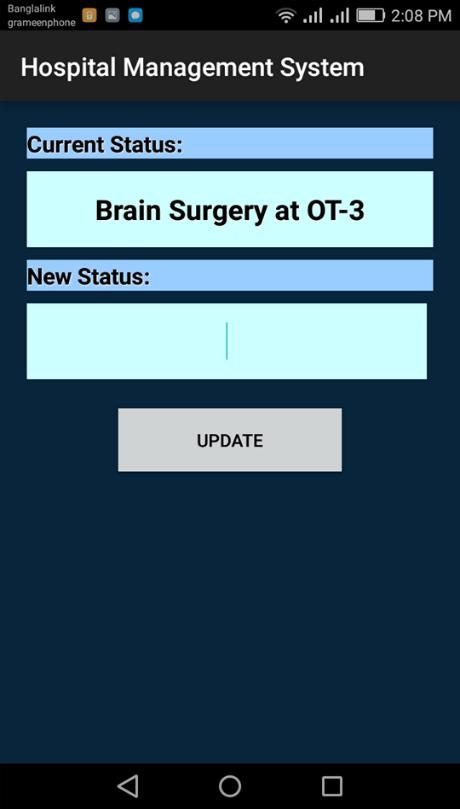 Banglalink
grameenphone
2:08 PM
Hospital Management System
Current Status:
Brain Surgery at OT-3
New Status:
UPDATE